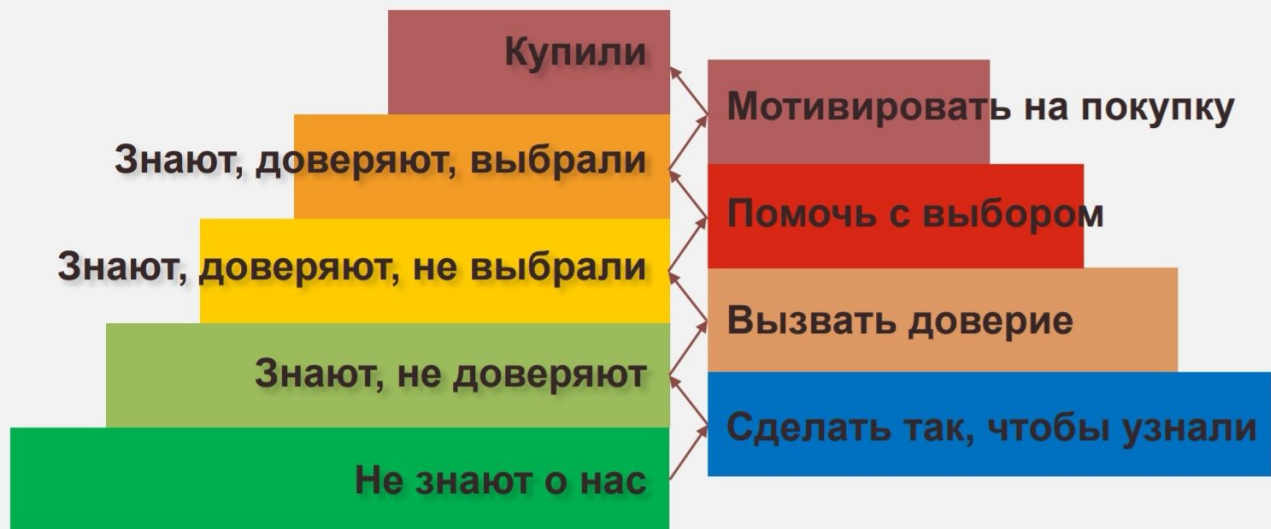 Купили
Знают, доверяют, выбрали
Знают, доверяют, не выбрали
Знают, не доверяют
Не знают о нас
Мотивировать на покупку
Помочь с выбором
Вызвать доверие
Сделать так, чтобы узнали